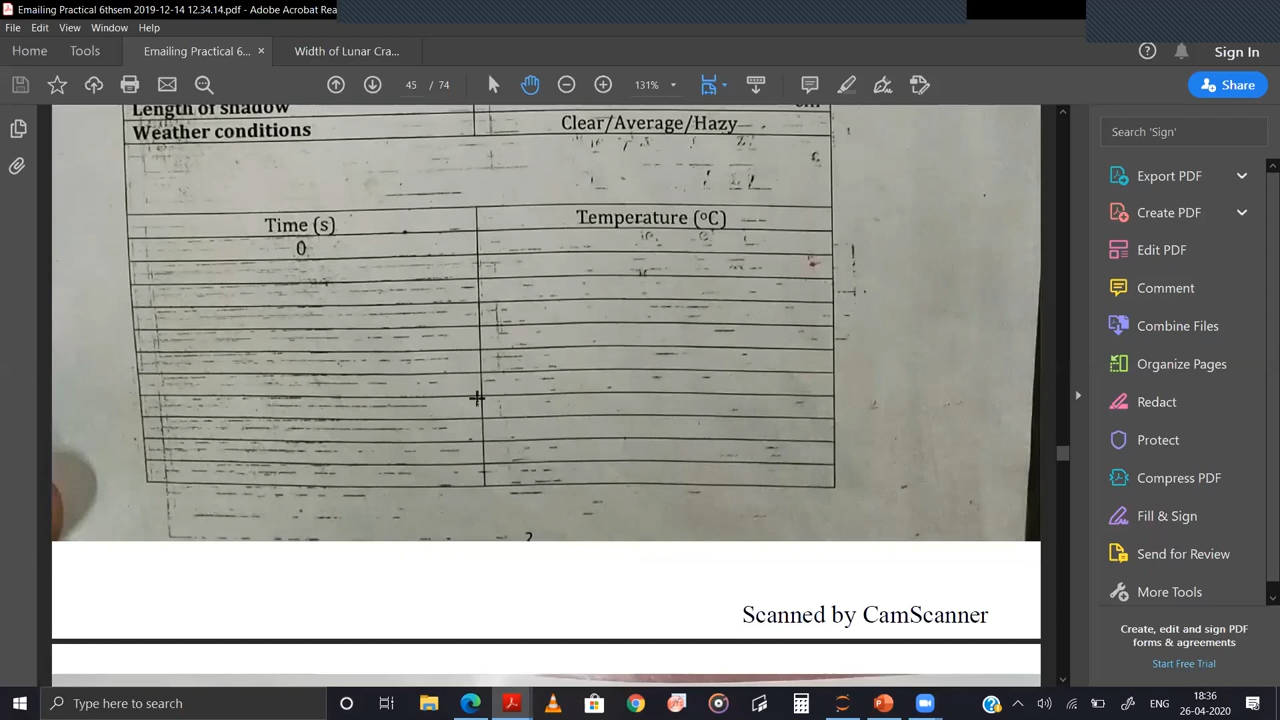 Emailing Practical 6thsem 2019-12-14 12.34.14.pdf - Adobe Acrobat Rea
File Edit View Window Help
Home Tools Emailing Practical 6... × Width of Lunar Cra... Sign In
45 / 74 131% Share
Length of shadow cm
Weather conditions Clear/Average/Hazy
Time (s) Temperature (°C)
0
2
Scanned by CamScanner
Search 'Sign'
Export PDF
Create PDF
Edit PDF
Comment
Combine Files
Organize Pages
Redact
Protect
Compress PDF
Fill & Sign
Send for Review
More Tools
Create, edit and sign PDF
forms & agreements
Start Free Trial
Type here to search
ENG
18:36
26-04-2020